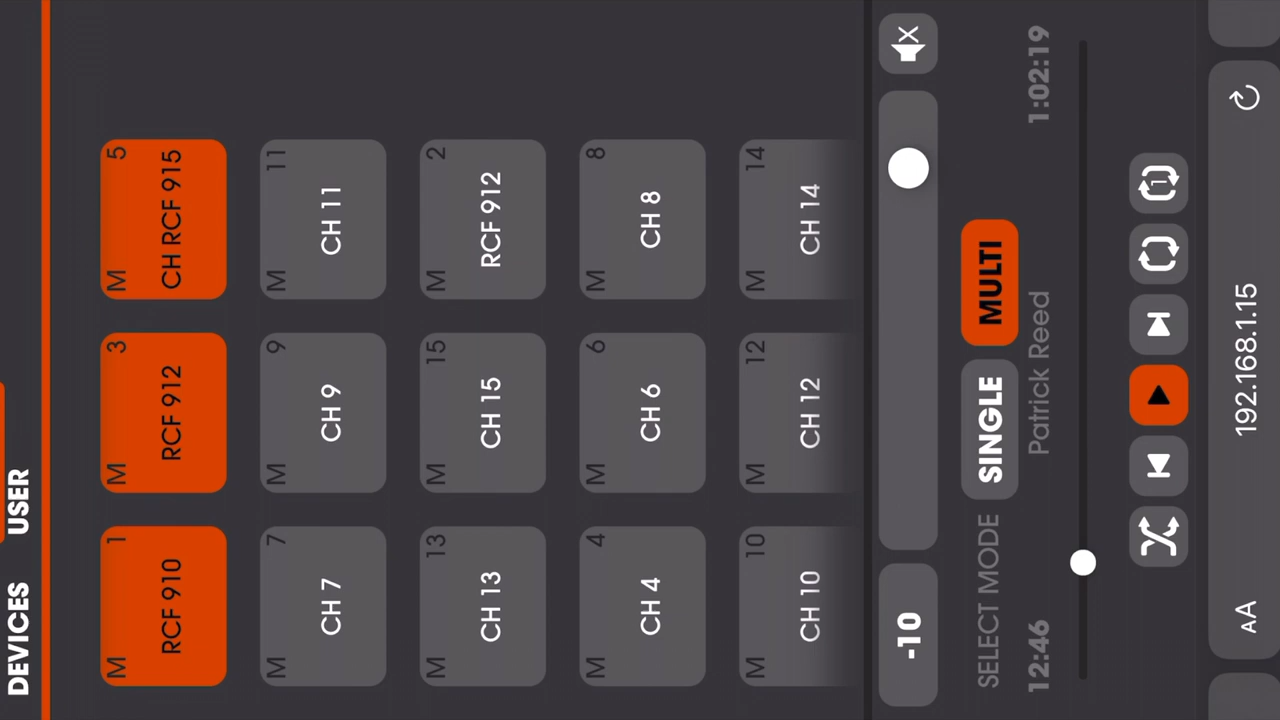 DEVICES USER
1 3 5
M RCF 910 M RCF 912 M CH RCF 915
7 9 11
M CH 7 M CH 9 M CH 11
13 15 2
M CH 13 M CH 15 M RCF 912
4 6 8
M CH 4 M CH 6 M CH 8
10 12 14
M CH 10 M CH 12 M CH 14
-10
SELECT MODE SINGLE MULTI
12:46 Patrick Reed 1:02:19
1
AA 192.168.1.15